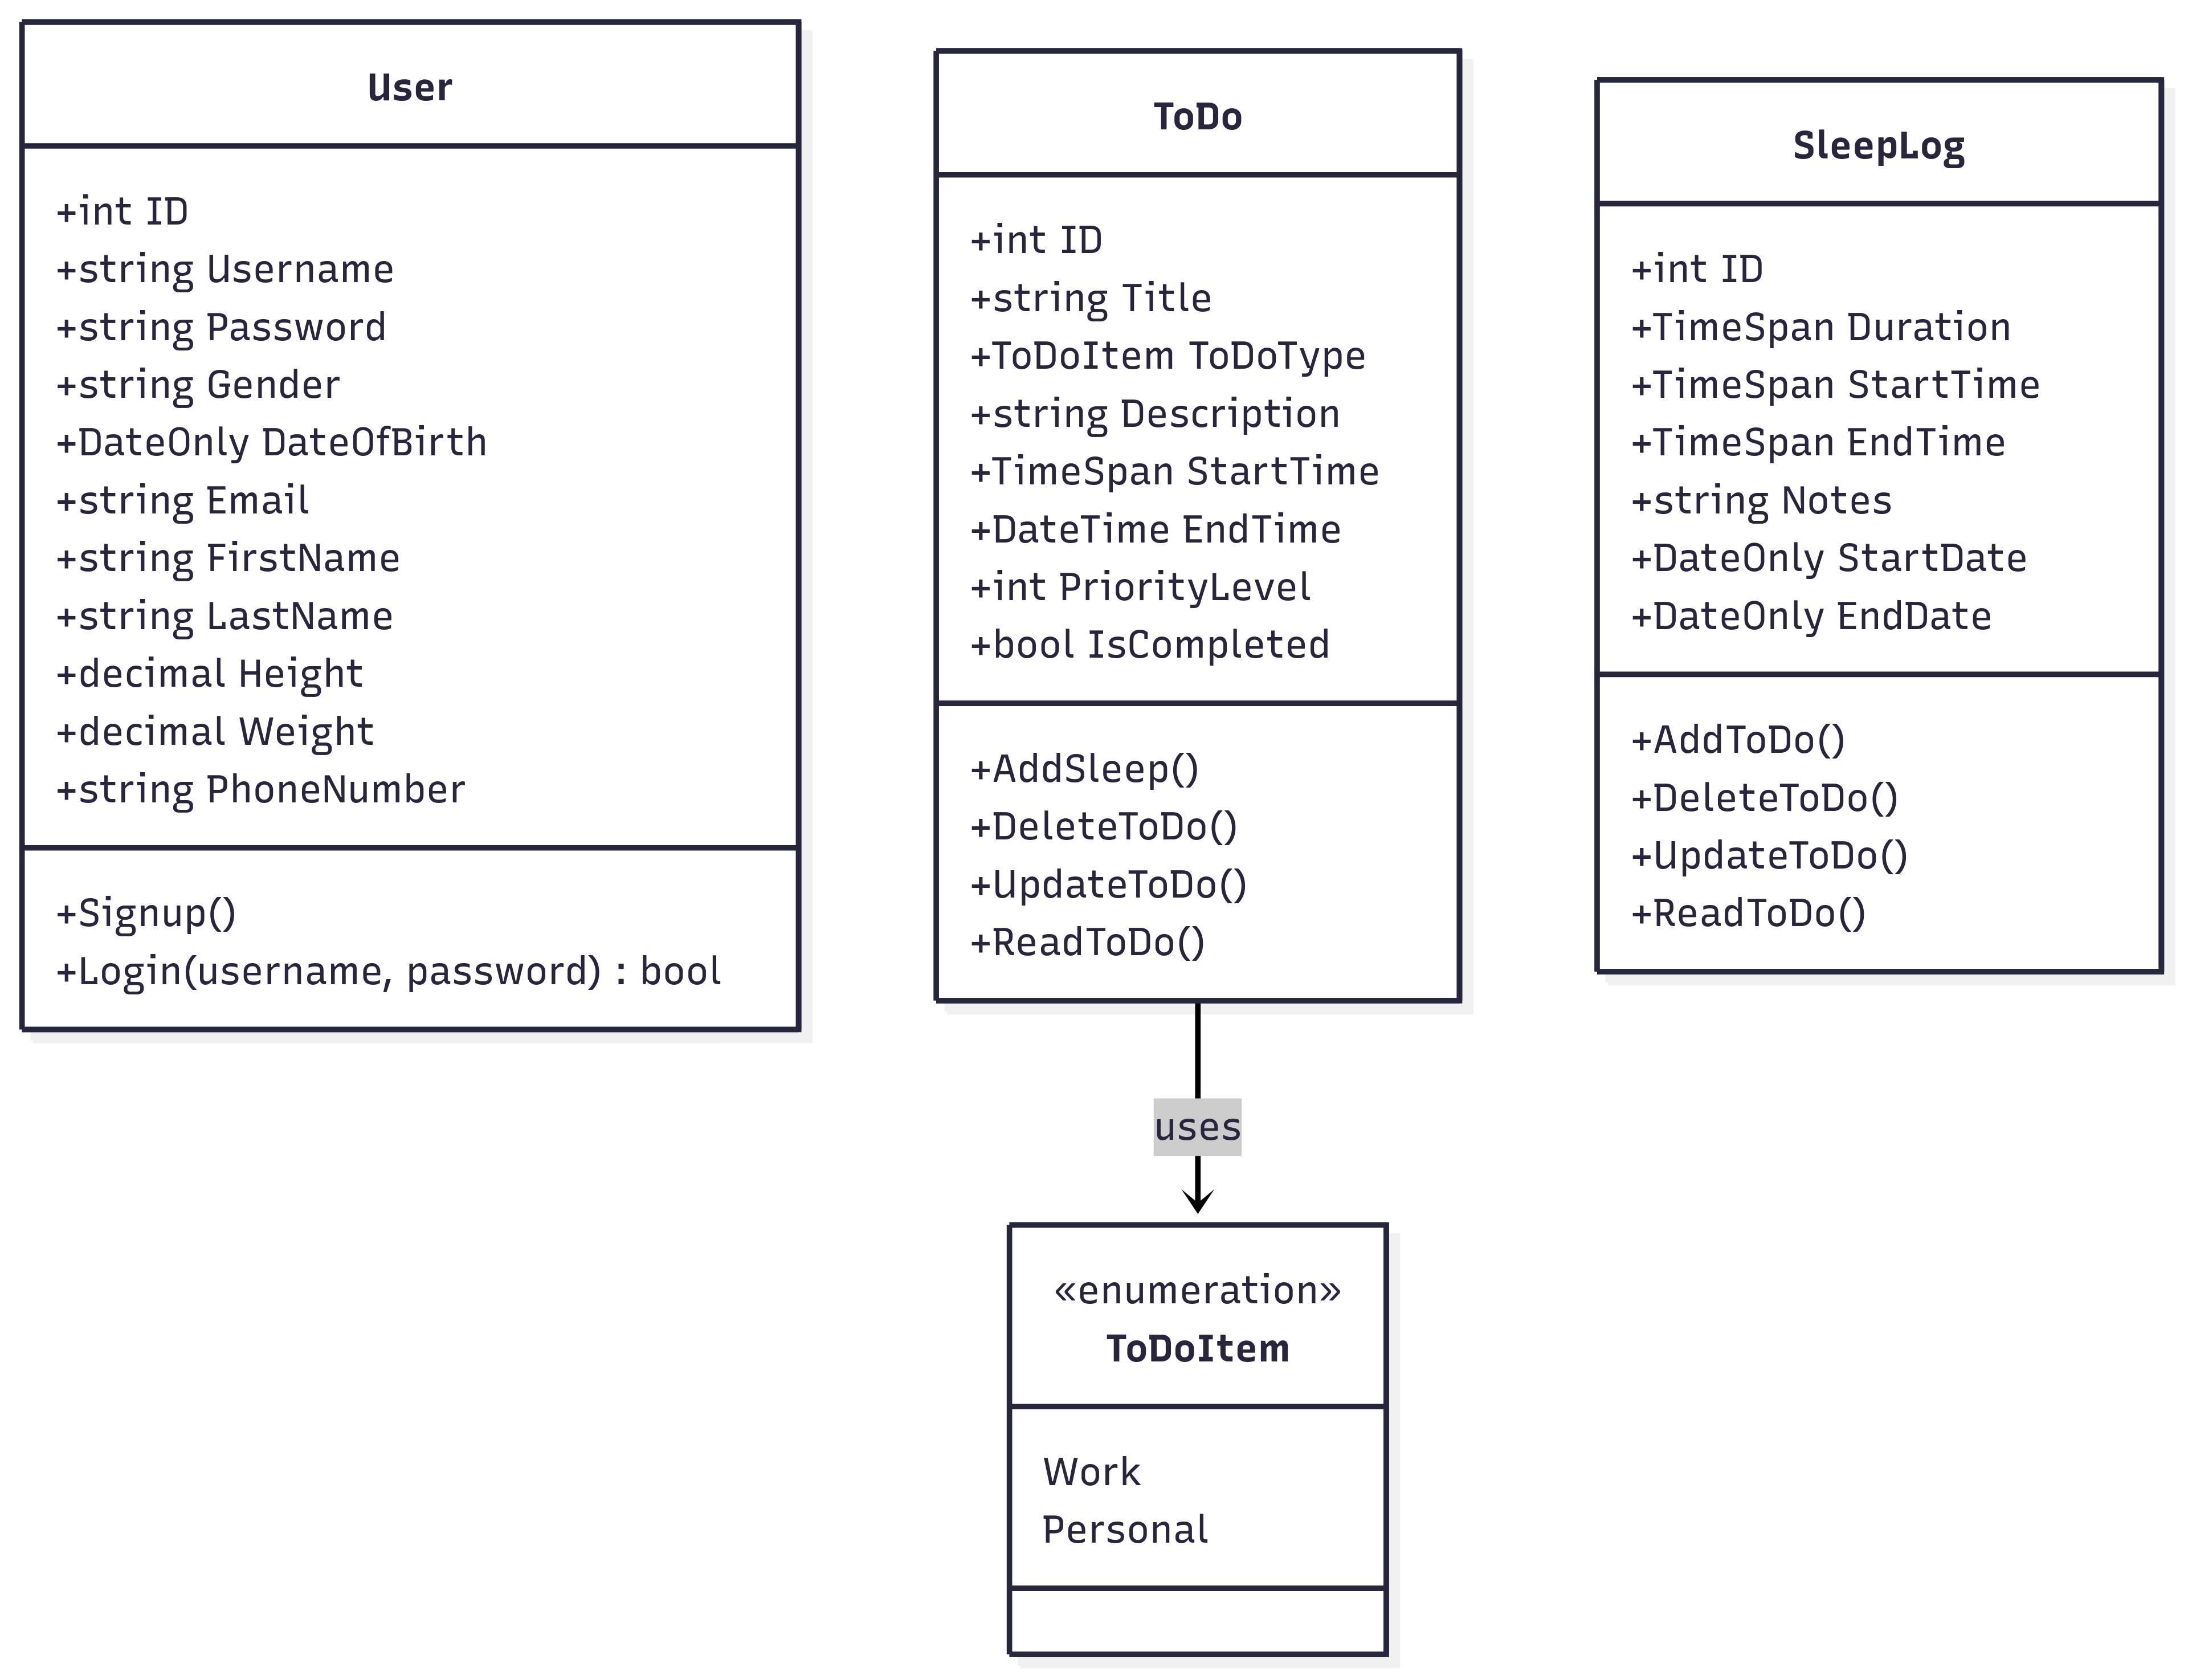 User
+int ID
+string Username
+string Password
+string Gender
+DateOnly DateOfBirth
+string Email
+string FirstName
+string LastName
+decimal Height
+decimal Weight
+string PhoneNumber
+Signup()
+Login(username, password) : bool
ToDo
+int ID
+string Title
+ToDoItem ToDoType
+string Description
+TimeSpan StartTime
+DateTime EndTime
+int PriorityLevel
+bool IsCompleted
+AddSleep()
+DeleteToDo()
+UpdateToDo()
+ReadToDo()
SleepLog
+int ID
+TimeSpan Duration
+TimeSpan StartTime
+TimeSpan EndTime
+string Notes
+DateOnly StartDate
+DateOnly EndDate
+AddToDo()
+DeleteToDo()
+UpdateToDo()
+ReadToDo()
uses
«enumeration»
ToDoItem
Work
Personal